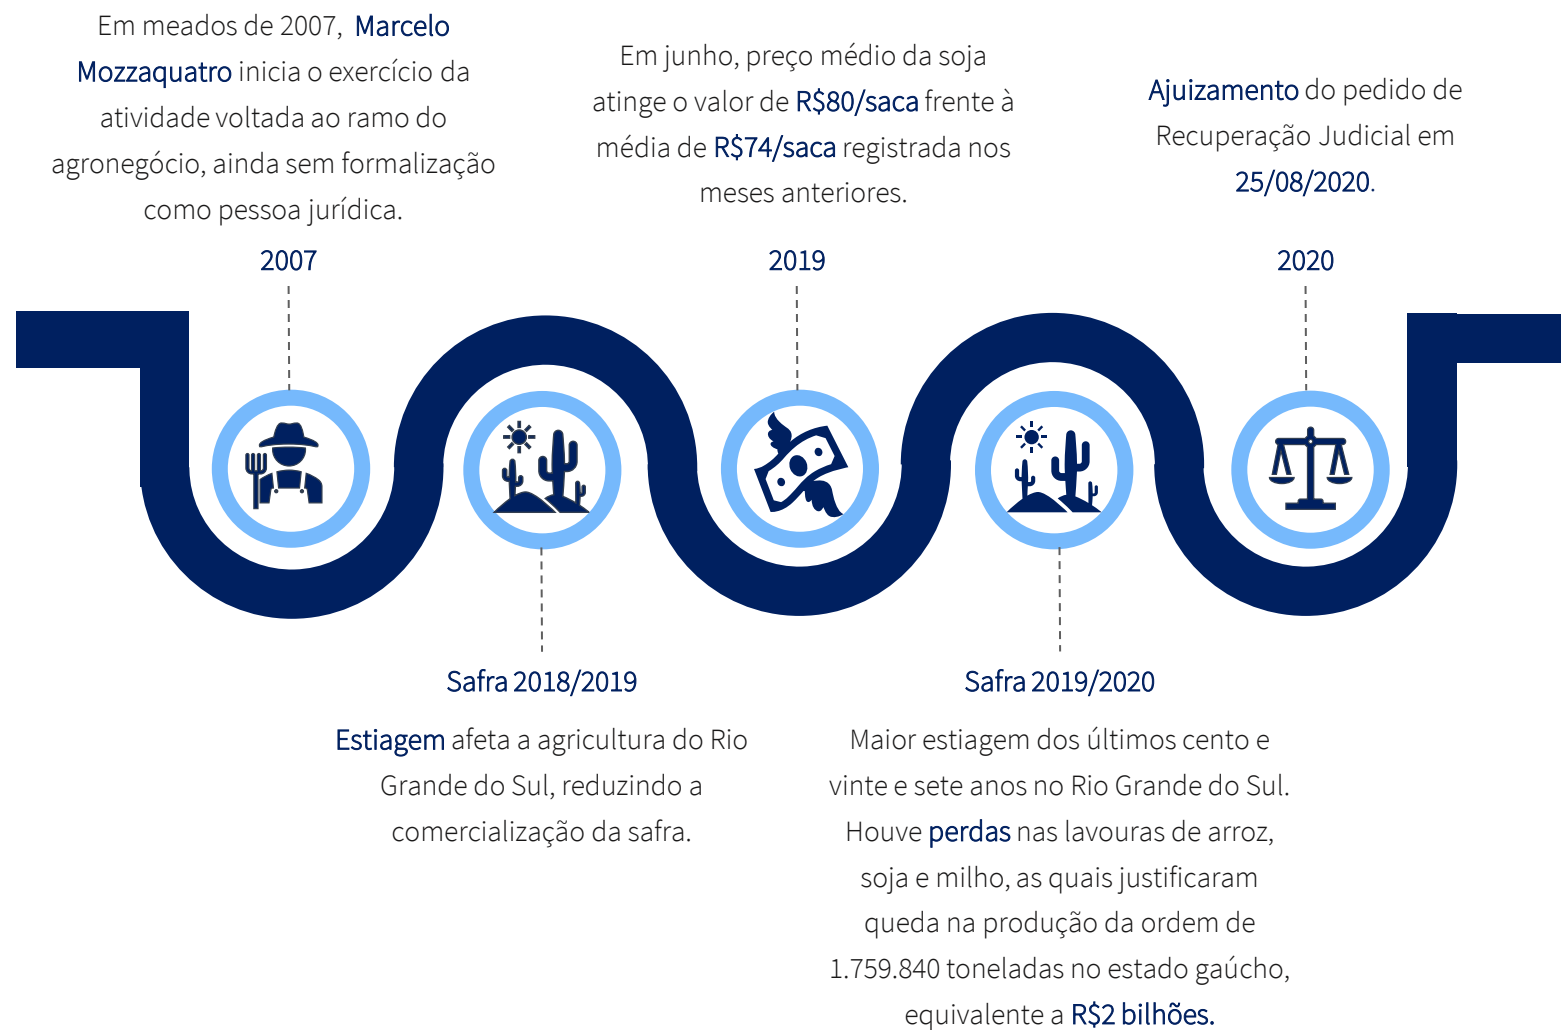 Em meados de 2007, Marcelo
Mozzaquatro inicia o exercício da
atividade voltada ao ramo do
agronegócio, ainda sem formalização
como pessoa jurídica.
2007
Em junho, preço médio da soja
atinge o valor de R$80/saca frente à
média de R$74/saca registrada nos
meses anteriores.
2019
Ajuizamento do pedido de
Recuperação Judicial em
25/08/2020.
2020
Safra 2018/2019
Estiagem afeta a agricultura do Rio
Grande do Sul, reduzindo a
comercialização da safra.
Safra 2019/2020
Maior estiagem dos últimos cento e
vinte e sete anos no Rio Grande do Sul.
Houve perdas nas lavouras de arroz,
soja e milho, as quais justificaram
queda na produção da ordem de
1.759.840 toneladas no estado gaúcho,
equivalente a R$2 bilhões.